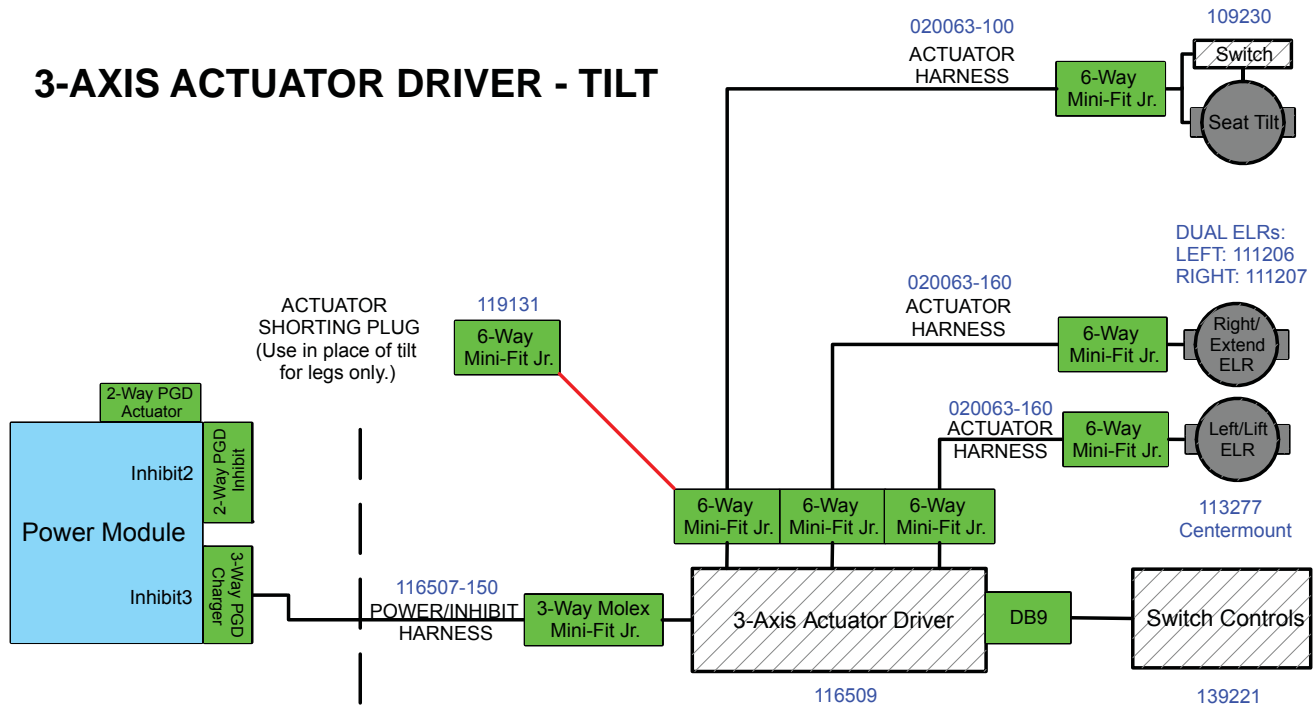 3-AXIS ACTUATOR DRIVER - TILT
020063-100
ACTUATOR
HARNESS
6-Way
Mini-Fit Jr.
109230
Switch
Seat Tilt
DUAL ELRs:
LEFT: 111206
RIGHT: 111207
020063-160
ACTUATOR
HARNESS
6-Way
Mini-Fit Jr.
Right/
Extend
ELR
ACTUATOR
SHORTING PLUG
(Use in place of tilt
for legs only.)
119131
6-Way
Mini-Fit Jr.
020063-160
ACTUATOR
HARNESS
6-Way
Mini-Fit Jr.
Left/Lift
ELR
113277
Centermount
2-Way PGD
Actuator
Inhibit2
2-Way PGD
Inhibit
Power Module
Inhibit3
3-Way PGD
Charger
116507-150
POWER/INHIBIT
HARNESS
3-Way Molex
Mini-Fit Jr.
6-Way
Mini-Fit Jr.
6-Way
Mini-Fit Jr.
6-Way
Mini-Fit Jr.
3-Axis Actuator Driver
116509
DB9
Switch Controls
139221